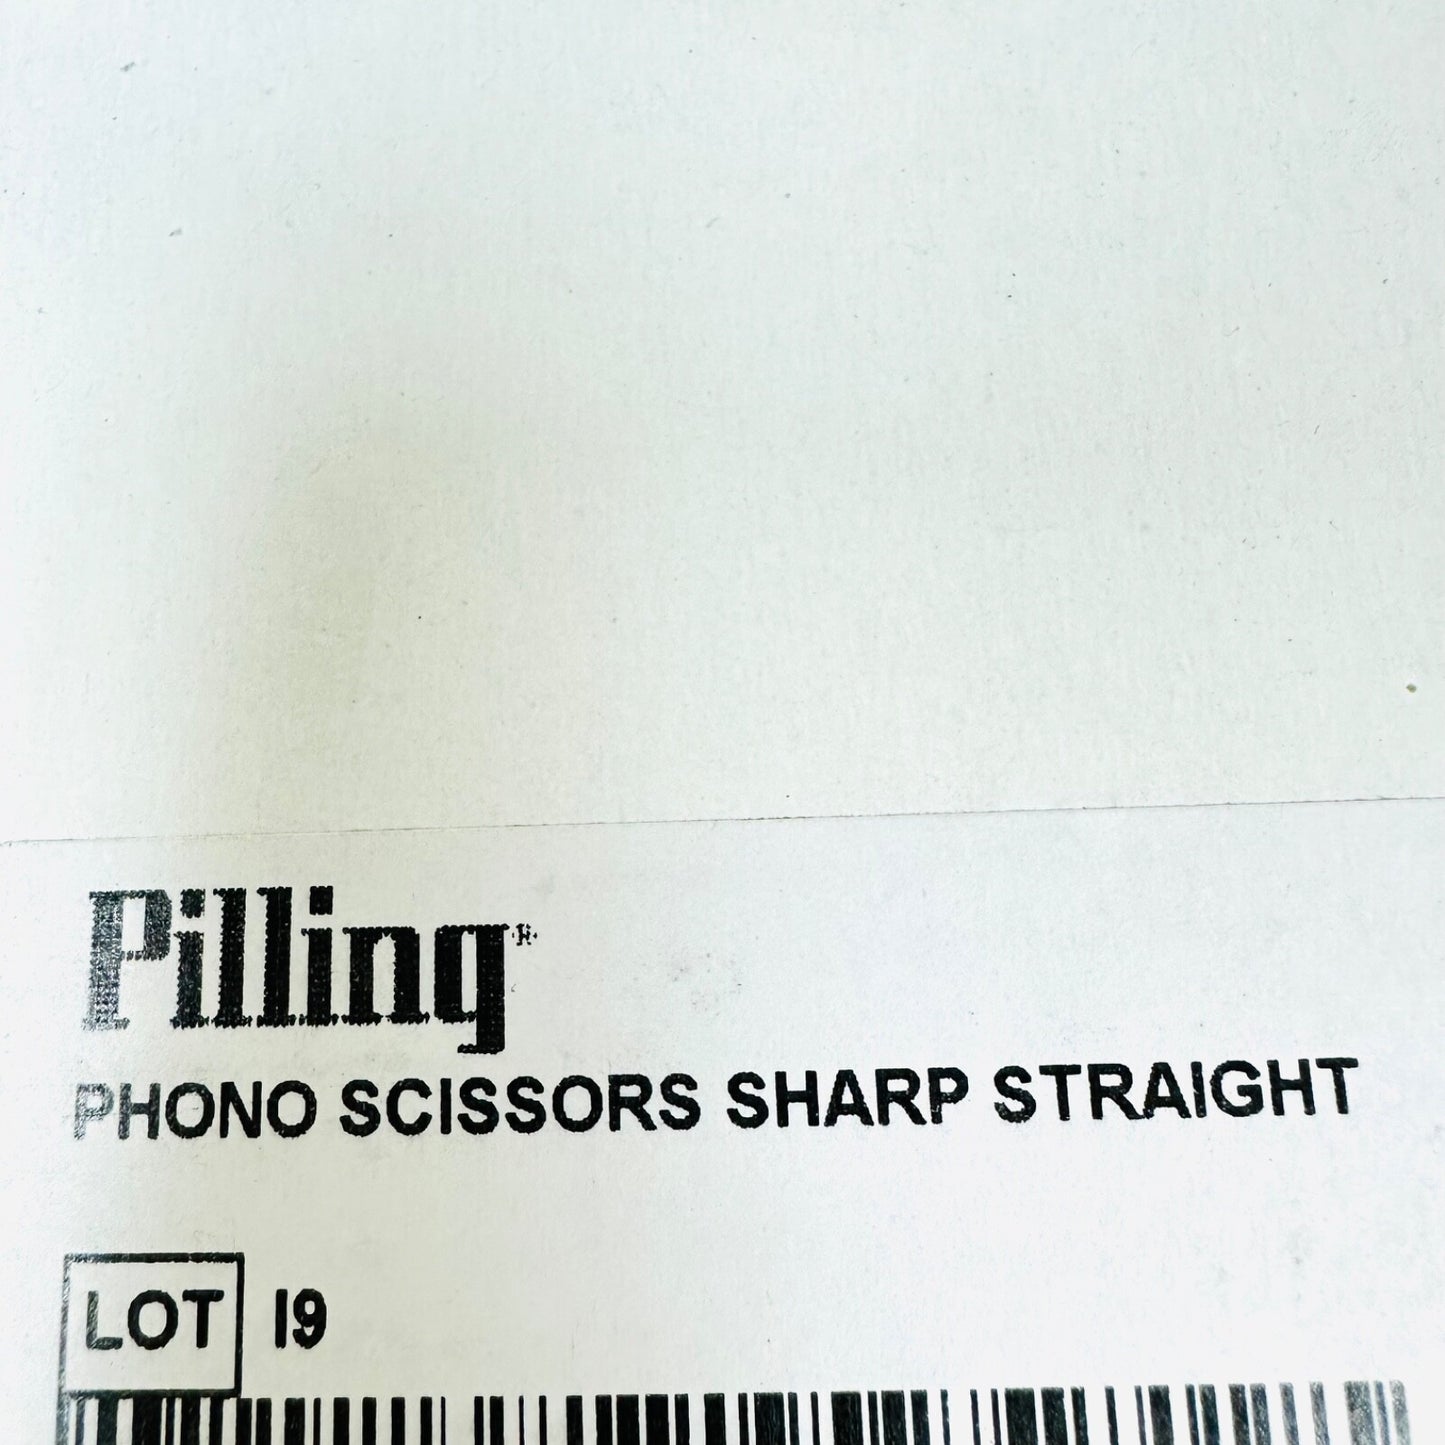 Pilling®
PHONO SCISSORS SHARP STRAIGHT
LOT I9